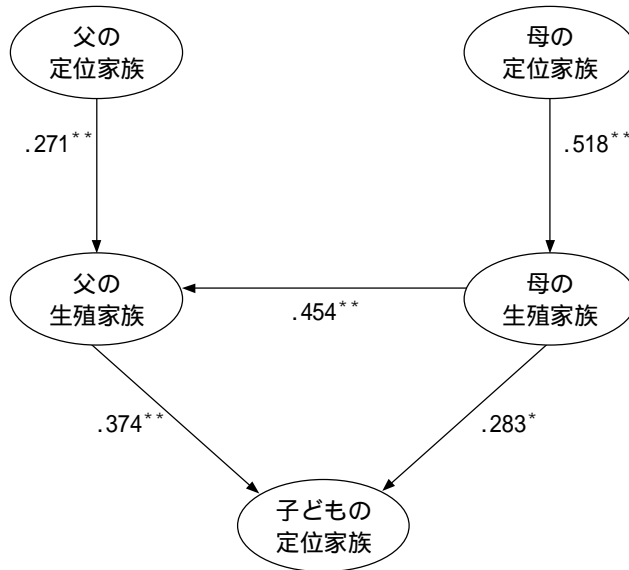 父の
定位家族
母の
定位家族
.271**
.518**
父の
生殖家族
母の
生殖家族
.454**
.374**
.283*
子どもの
定位家族